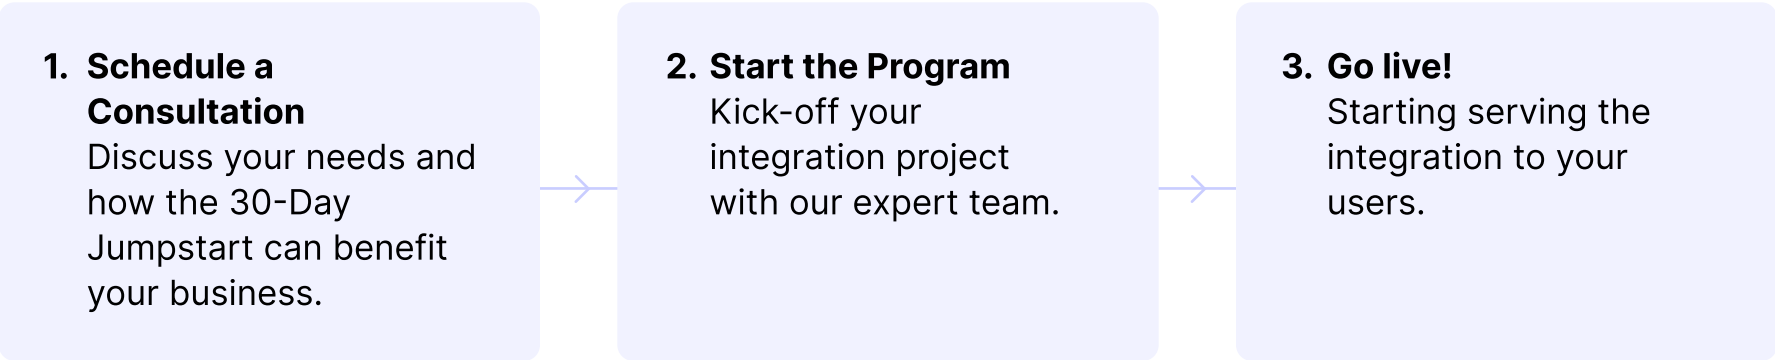 1. Schedule a
Consultation
Discuss your needs and
how the 30-Day
Jumpstart can benefit
your business.
2. Start the Program
Kick-off your
integration project
with our expert team.
3. Go live!
Starting serving the
integration to your
users.